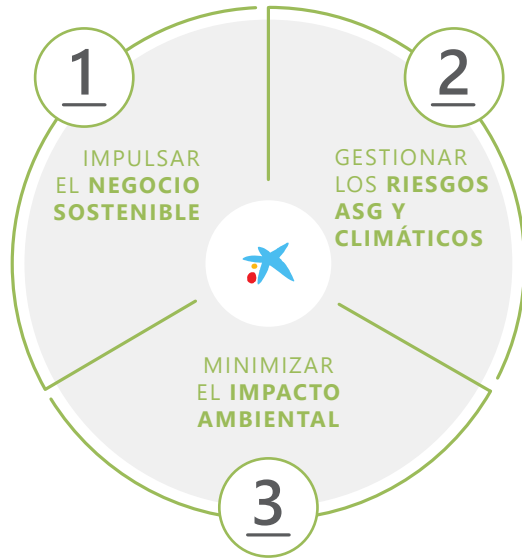 1
IMPULSAR
EL NEGOCIO
SOSTENIBLE
2
GESTIONAR
LOS RIESGOS
ASG Y
CLIMÁTICOS
MINIMIZAR
EL IMPACTO
AMBIENTAL
3